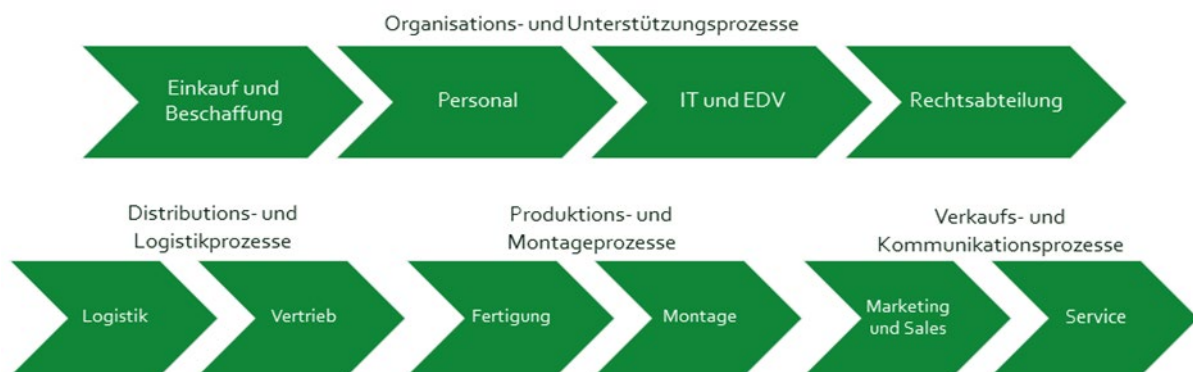 Organisations- und Unterstützungsprozesse
Einkauf und
Beschaffung
Personal
IT und EDV
Rechtsabteilung
Distributions- und
Logistikprozesse
Produktions- und
Montageprozesse
Verkaufs- und
Kommunikationsprozesse
Logistik
Vertrieb
Fertigung
Montage
Marketing
und Sales
Service